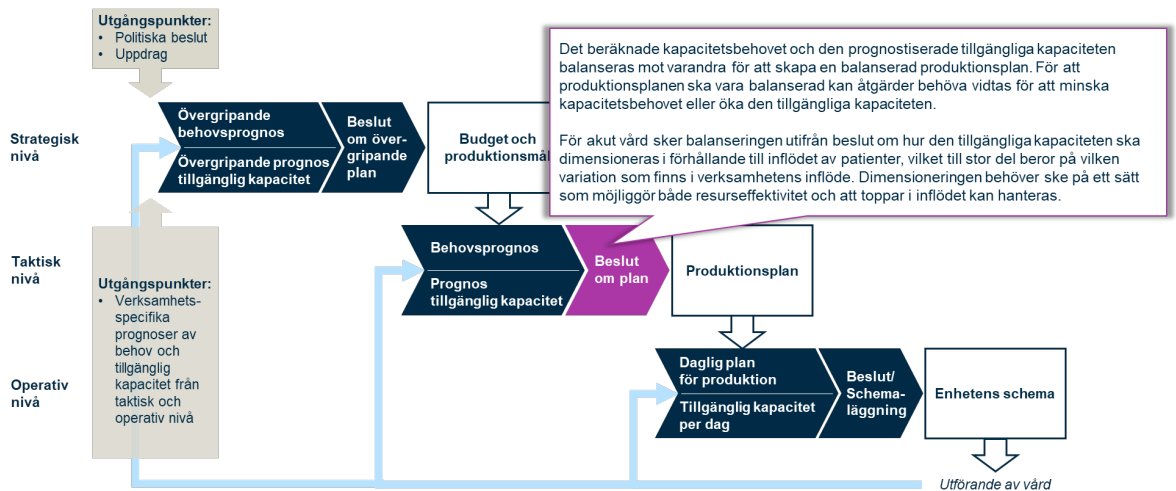 Utgångspunkter:
• Politiska beslut
• Uppdrag
Det beräknade kapacitetsbehovet och den prognostiserade tillgängliga kapaciteten
balanseras mot varandra för att skapa en balanserad produktionsplan. För att
produktionsplanen ska vara balanserad kan åtgärder behöva vidtas för att minska
kapacitetsbehovet eller öka den tillgängliga kapaciteten.
För akut vård sker balanseringen utifrån beslut om hur den tillgängliga kapaciteten ska
dimensioneras i förhållande till inflödet av patienter, vilket till stor del beror på vilken
variation som finns i verksamhetens inflöde. Dimensioneringen behöver ske på ett sätt
som möjliggör både resurseffektivitet och att toppar i inflödet kan hanteras.
Strategisk
nivå
Övergripande
behovsprognos
Övergripande prognos
tillgänglig kapacitet
Beslut
om över-
gripande
plan
Budget och
produktionsmål
Taktisk
nivå
Behovsprognos
Prognos
tillgänglig kapacitet
Beslut
om plan
Produktionsplan
Utgångspunkter:
• Verksamhets-
specifika
prognoser av
behov och
tillgänglig
kapacitet från
taktisk och
operativ nivå
Operativ
nivå
Daglig plan
för produktion
Tillgänglig kapacitet
per dag
Beslut/
Schema-
läggning
Enhetens schema
Utförande av vård